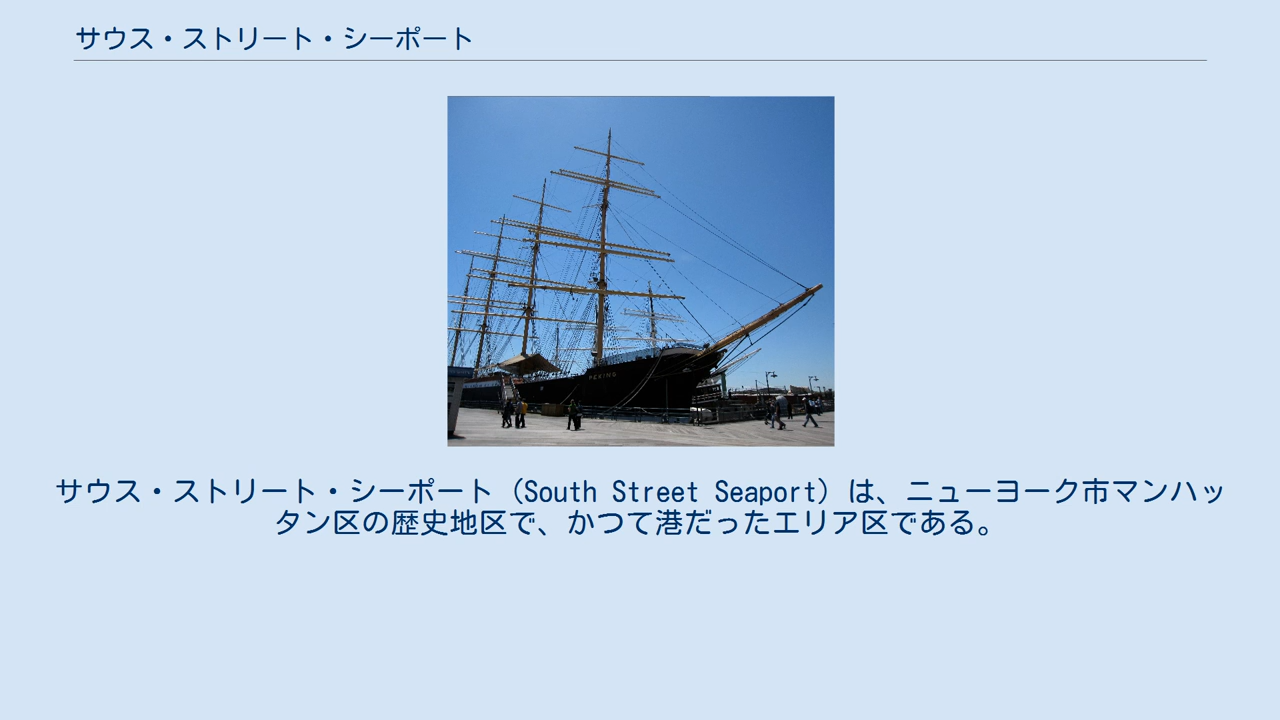 サウス・ストリート・シーポート
PEKING
サウス・ストリート・シーポート（South Street Seaport）は、ニューヨーク市マンハッ
タン区の歴史地区で、かつて港だったエリア区である。